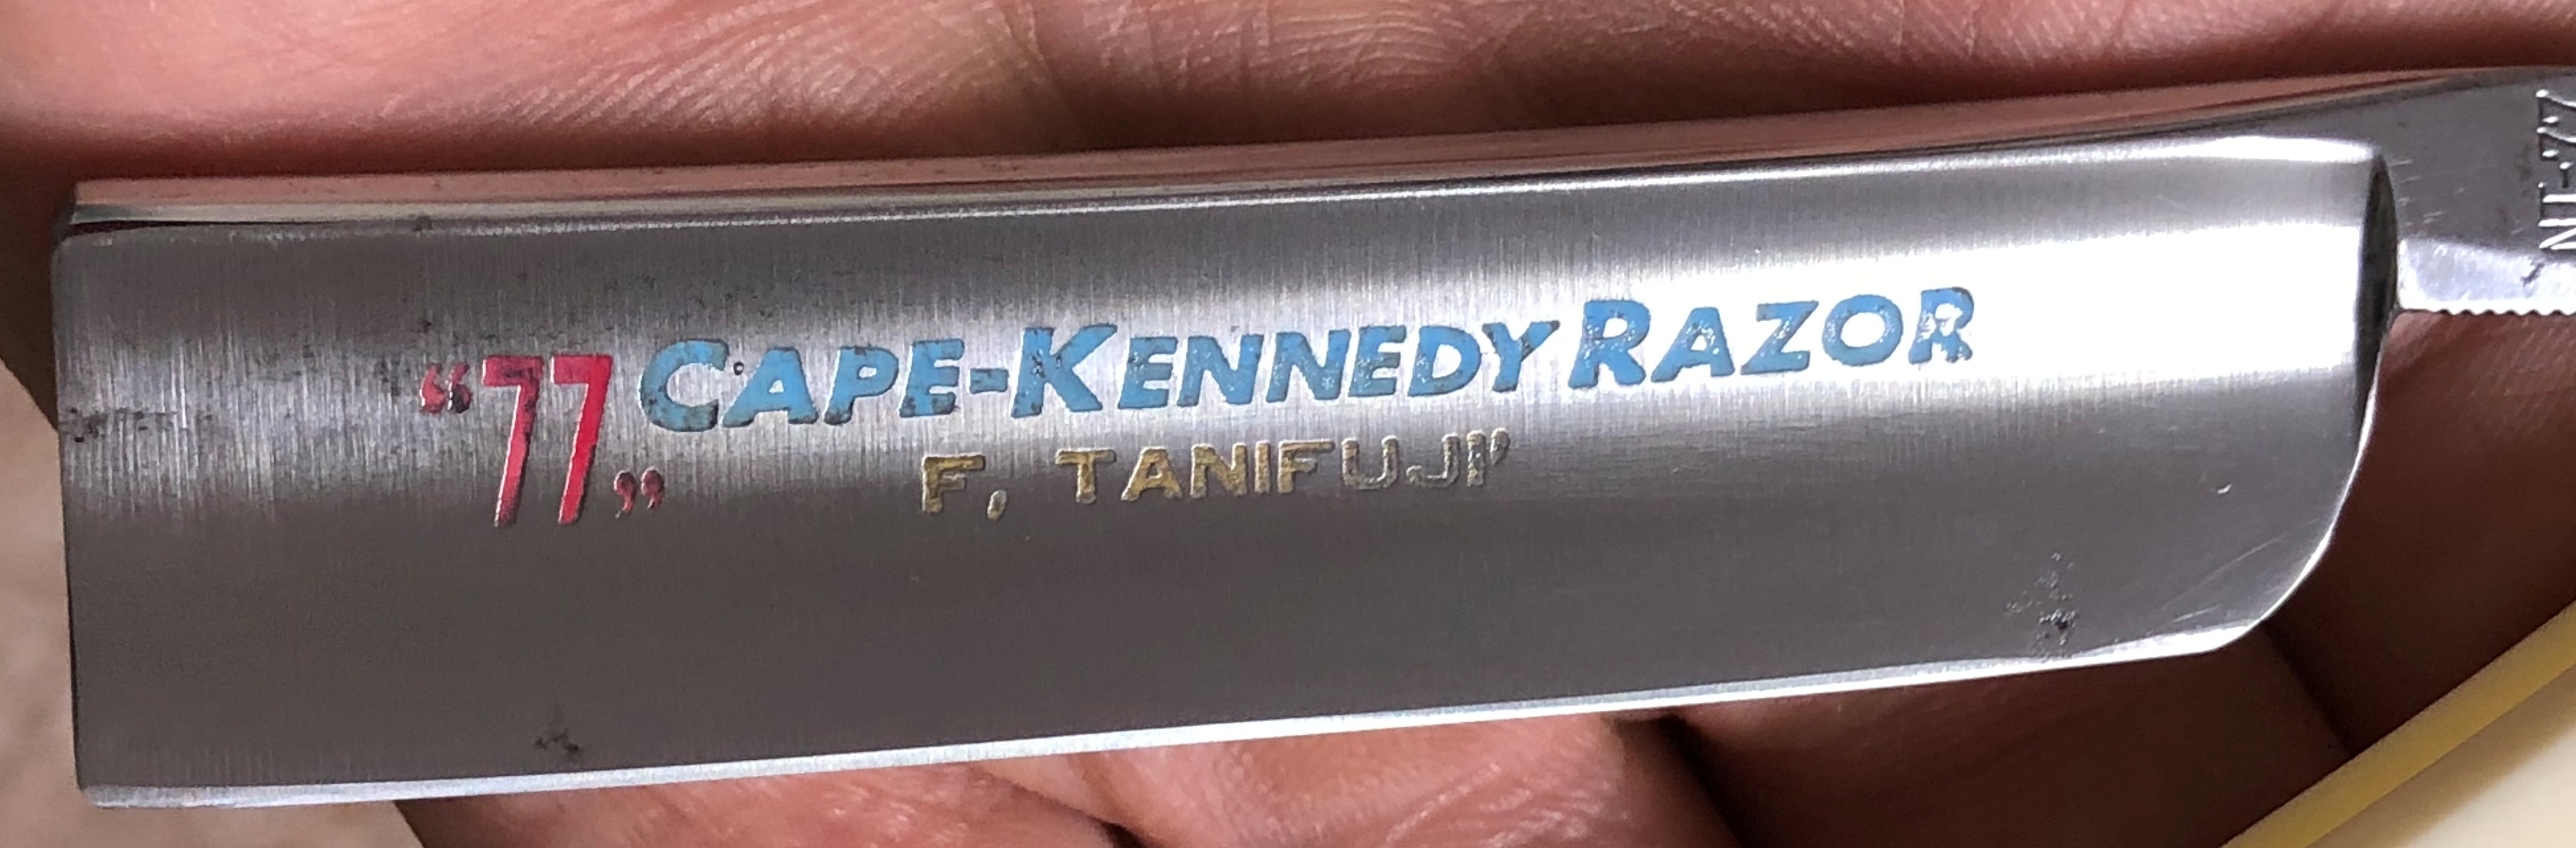 “77„ CAPE-KENNEDY RAZOR
F, TANIFUJI’